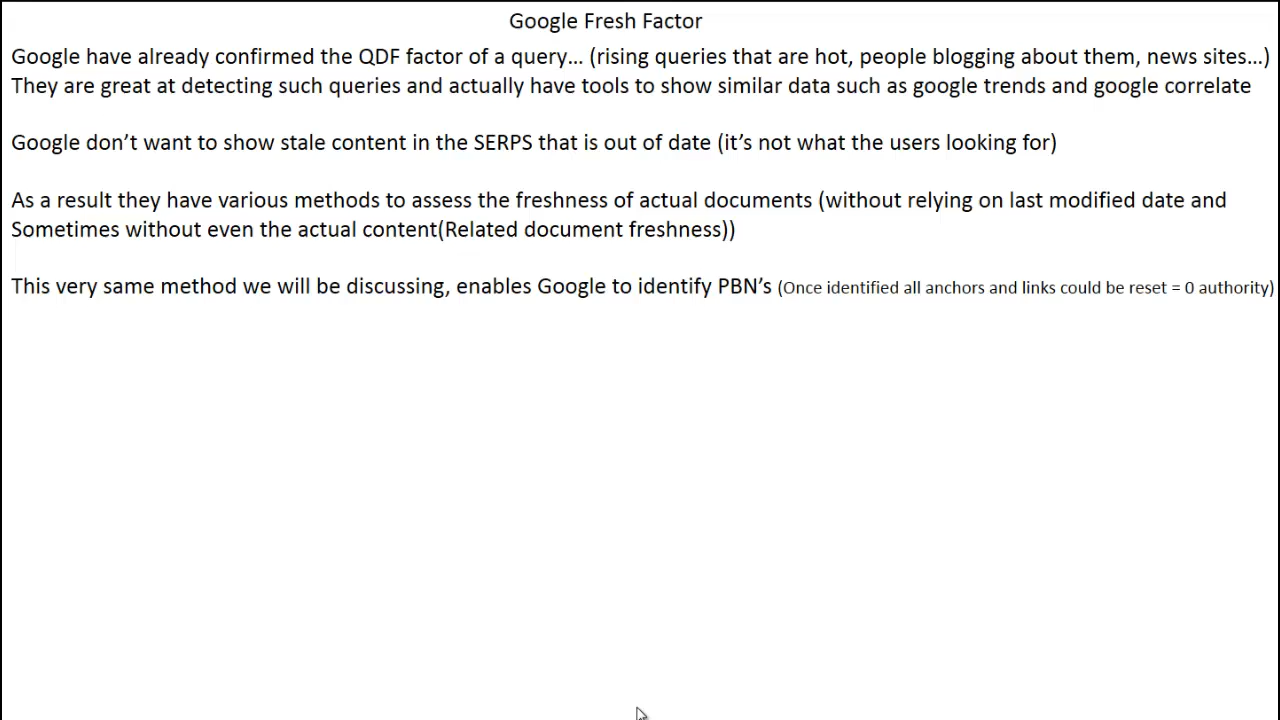 Google Fresh Factor
Google have already confirmed the QDF factor of a query... (rising queries that are hot, people blogging about them, news sites...)
They are great at detecting such queries and actually have tools to show similar data such as google trends and google correlate
Google don’t want to show stale content in the SERPS that is out of date (it’s not what the users looking for)
As a result they have various methods to assess the freshness of actual documents (without relying on last modified date and
Sometimes without even the actual content(Related document freshness))
This very same method we will be discussing, enables Google to identify PBN’s (Once identified all anchors and links could be reset = 0 authority)